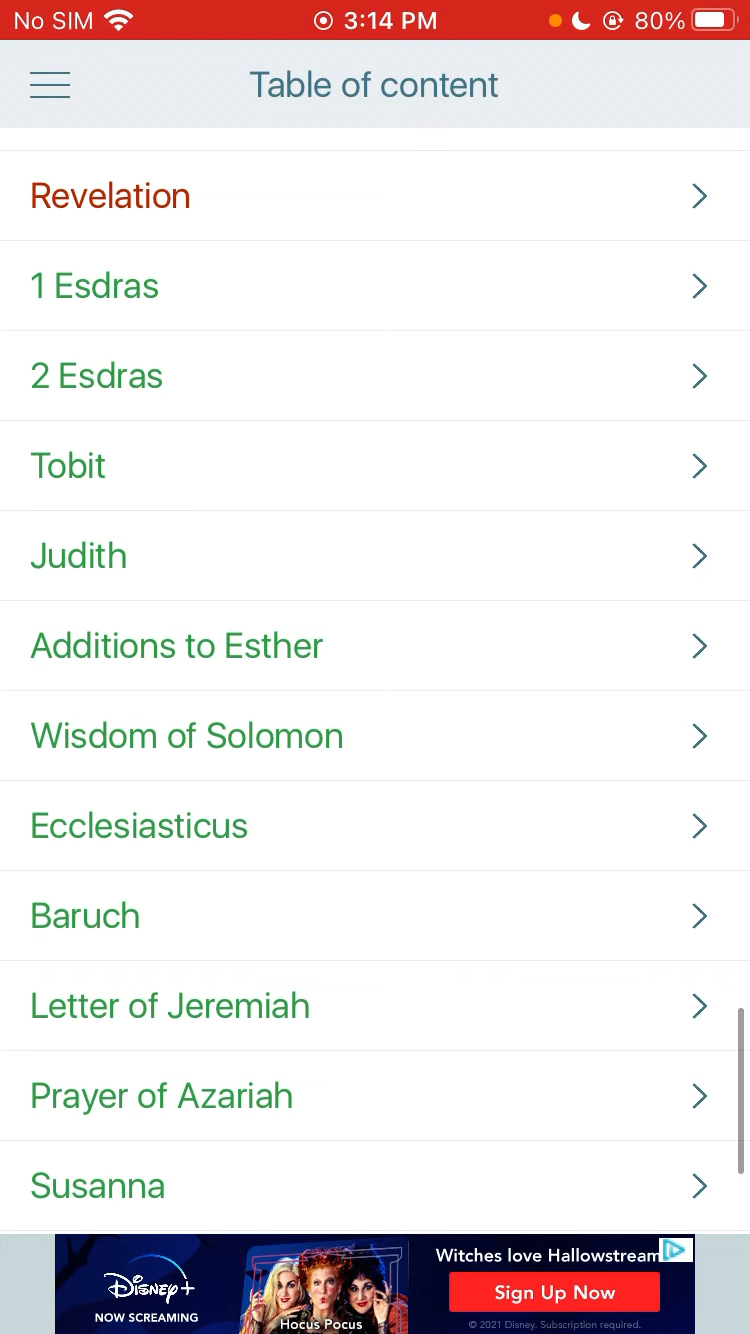 No SIM 3:14 PM 80%
Table of content
Revelation
1 Esdras
2 Esdras
Tobit
Judith
Additions to Esther
Wisdom of Solomon
Ecclesiasticus
Baruch
Letter of Jeremiah
Prayer of Azariah
Susanna
Disney+
NOW SCREAMING
Hocus Pocus
Witches love Hallowstream
Sign Up Now
© 2021 Disney. Subscription required.